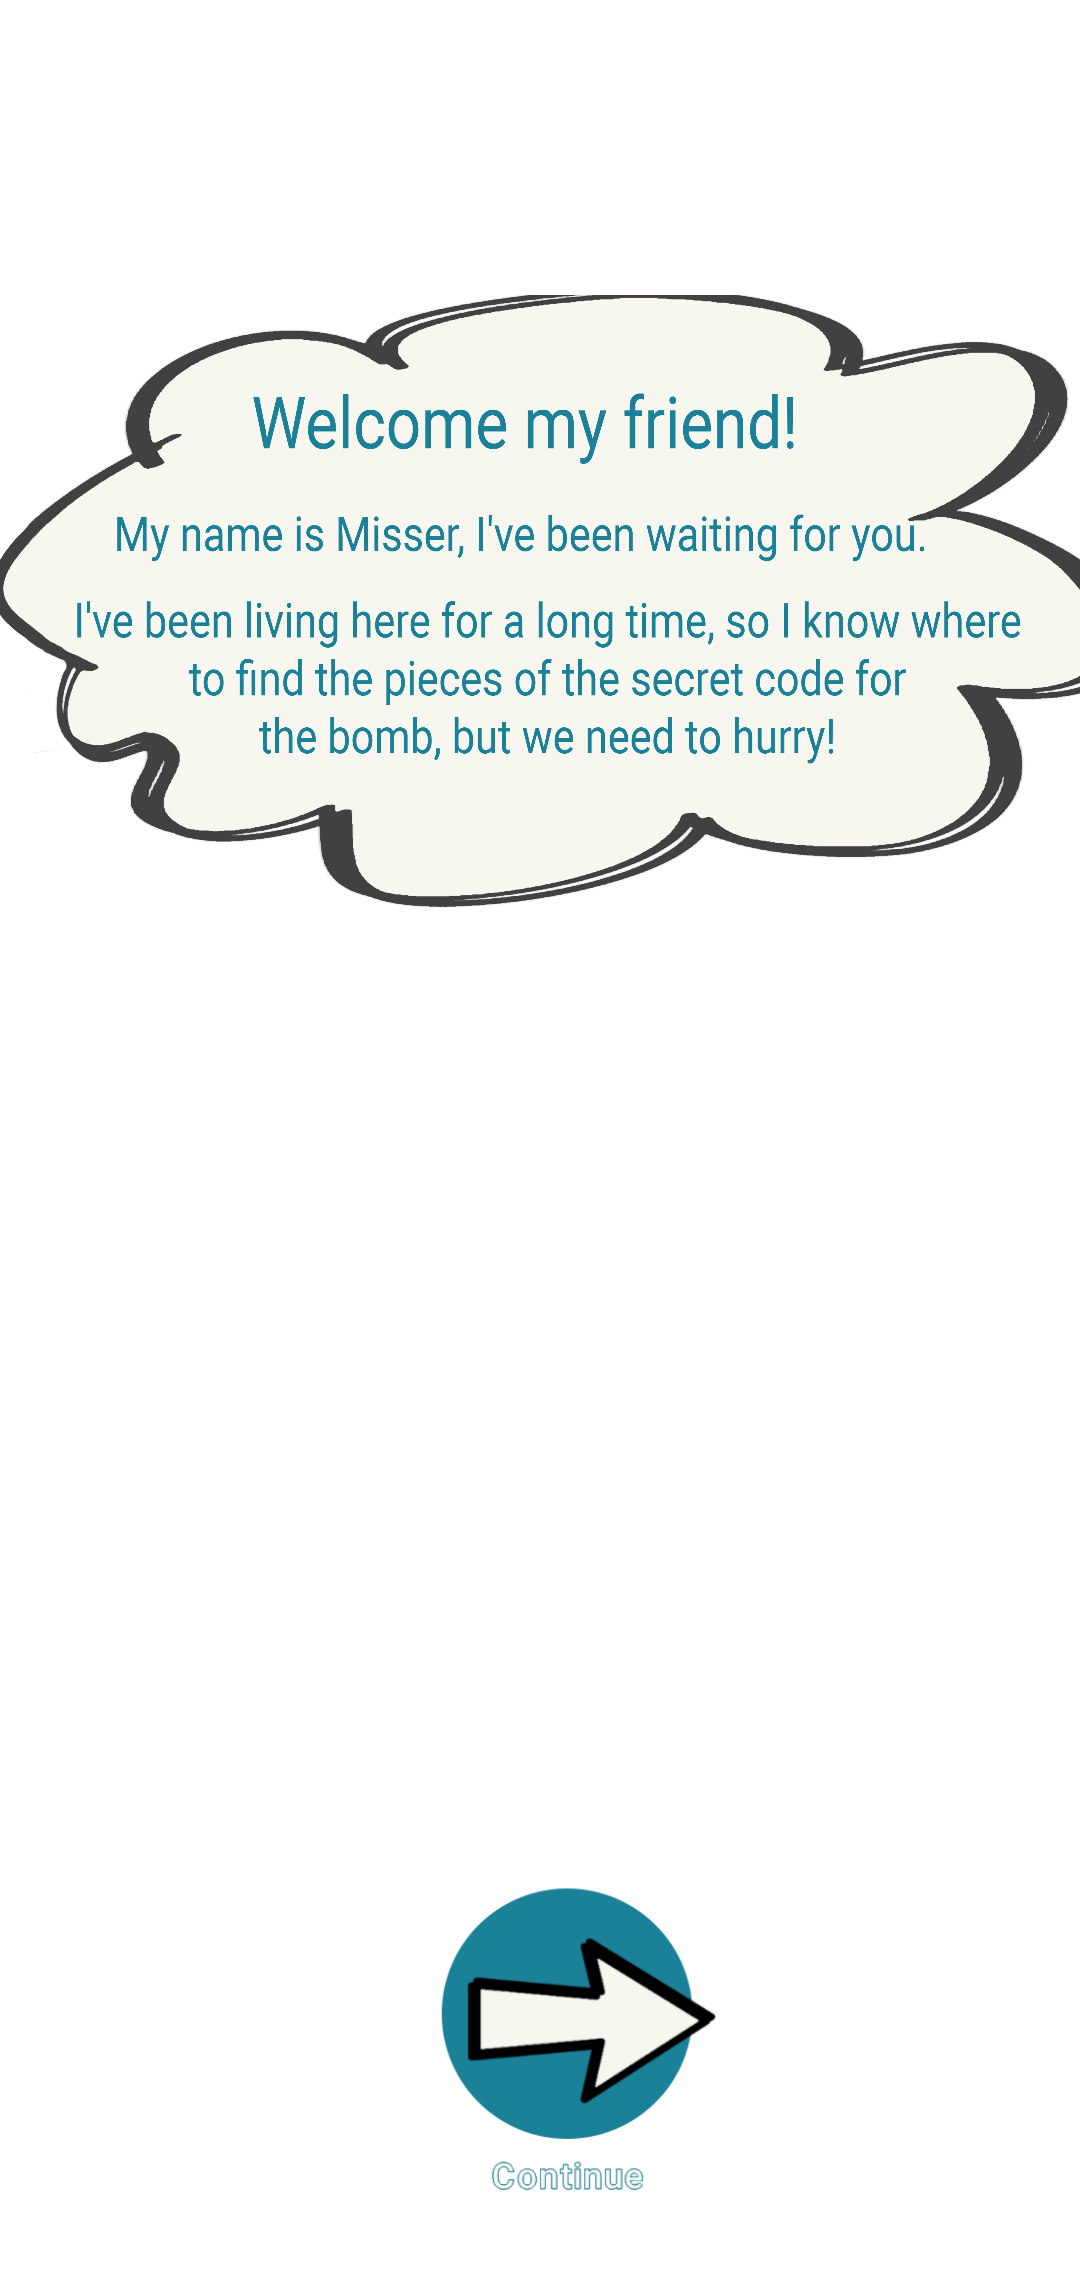 Welcome my friend!
My name is Misser, I've been waiting for you.
I've been living here for a long time, so I know where
to find the pieces of the secret code for
the bomb, but we need to hurry!
Continue